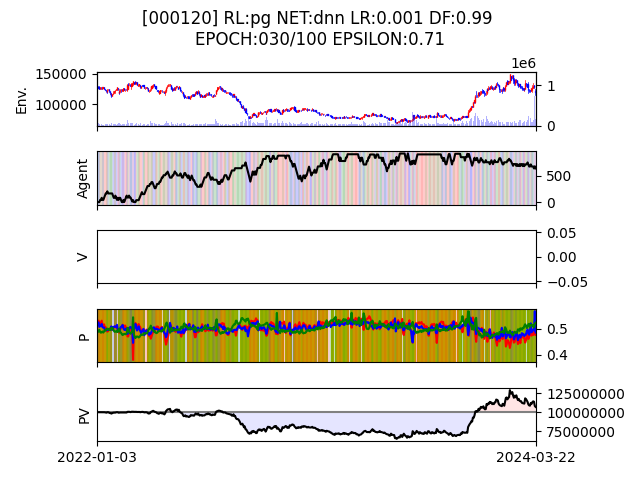 [000120] RL:pg NET:dnn LR:0.001 DF:0.99
EPOCH:030/100 EPSILON:0.71
1e6
150000
100000
Env.
1
0
Agent
500
0
V
0.05
0.00
−0.05
P
0.5
0.4
PV
125000000
100000000
75000000
2022-01-03
2024-03-22